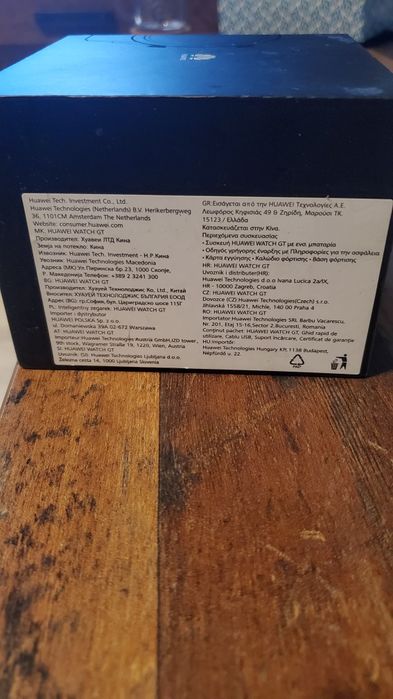 Huawei Tech. Investment Co., Ltd.
Huawei Technologies (Netherlands) B.V. Herikerbergweg
36, 1101CM Amsterdam The Netherlands
Website: consumer.huawei.com
MK: HUAWEI WATCH GT
Производител: Хуавеи ЛТД Кина
Земја на потекло: Кина
Извозник: Huawei Tech. Investment - Н.Р Кина
Увозник: Huawei Technologies Macedonia
Адреса (МК):Ул.Пиринска бр.23, 1000 Скопје,
Р. Македонија Телефон: +389 2 3241 300
BG: HUAWEI WATCH GT
Производител: Хуауей Технолоджис Ко, Lt., Китай
Вносител: ХУАУЕЙ ТЕХНОЛОДЖИС БЪЛГАРИЯ ЕООД
Адрес (BG): гр.София, бул. Цариградско шосе 115Г
PL: Inteligentny zegarek HUAWEI WATCH GT
Importer i dystrybutor
HUAWEI POLSKA Sp. z o.o.
ul. Domaniewska 39A 02-672 Warszawa
AT: HUAWEI WATCH GT
Importeur:Huawei Technologies Austria GmbH,IZD tower,
9th stock, Wagramer Straße 19, 1220, Wien, Austria
SI: HUAWEI WATCH GT
Uvoznik: (SI): Huawei Technologies Ljubljana d.o.o.
Železna cesta 14, 1000 Ljubljana Slovenia
GR:Εισάγεται από την HUAWEI Τεχνολογίες Α.Ε.
Λεωφόρος Κηφισιάς 49 & Ζηρίδη, Μαρούσι ΤΚ.
15123 / Ελλάδα
Κατασκευάζεται στην Κίνα.
Περιεχόμενα συσκευασίας
• Συσκευή HUAWEI WATCH GT με ενσ. μπαταρία
• Οδηγός γρήγορης έναρξης με Πληροφορίες για την ασφάλεια
• Κάρτα εγγύησης • Καλώδιο φόρτισης • Βάση φόρτισης
HR: HUAWEI WATCH GT
Uvoznik i distributer(HR):
Huawei Technologies d.o.o Ivana Lucica 2a/IX,
HR - 10000 Zagreb, Croatia
CZ: HUAWEI WATCH GT
Dovozce (CZ) Huawei Technologies(Czech) s.r.o.
Jihlavská 1558/21, Michle, 140 00 Praha 4
RO: HUAWEI WATCH GT
Importator Huawei Technologies SRL Barbu Vacarescu,
Nr. 201, Etaj 15-16,Sector 2,Bucuresti, Romania
Conținut pachet: HUAWEI WATCH GT, Ghid rapid de
utilizare, Cablu USB, Suport încărcare, Certificat de garanție
HU:Importőr:
Huawei Technologies Hungary Kft.1138 Budapest,
Népfürdő u. 22.
PAP